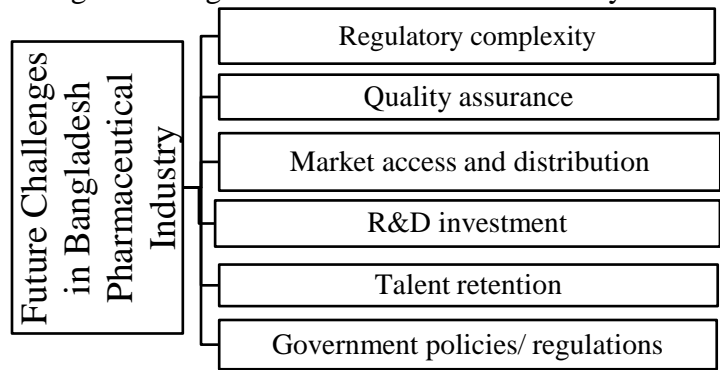 Future Challenges
in Bangladesh
Pharmaceutical
Industry
Regulatory complexity
Quality assurance
Market access and distribution
R&D investment
Talent retention
Government policies/ regulations